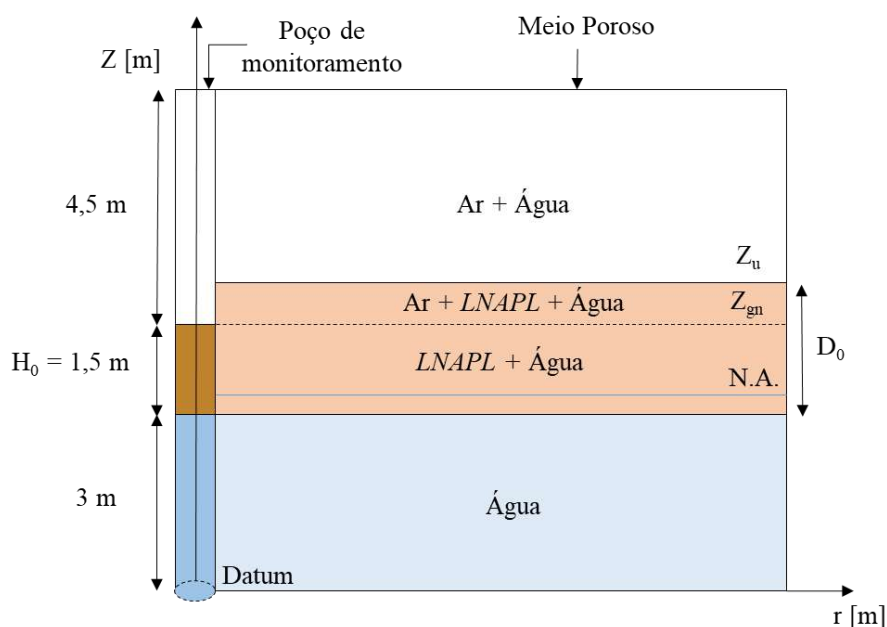 Poço de
monitoramento
Meio Poroso
Z [m]
4,5 m
Ar + Água
Zu
Ar + LNAPL + Água
Zgn
H0 = 1,5 m
LNAPL + Água
N.A.
D0
3 m
Água
Datum
r [m]